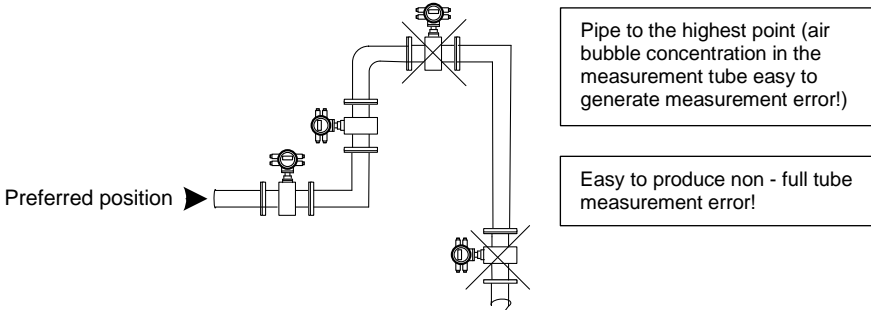 Pipe to the highest point (air
bubble concentration in the
measurement tube easy to
generate measurement error!)
Easy to produce non - full tube
measurement error!
Preferred position